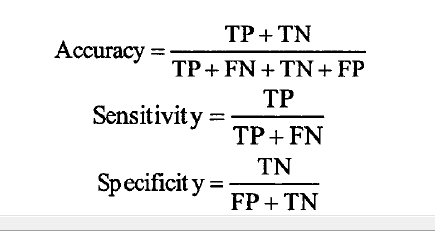 Accuracy = TP + TN / TP + FN + TN + FP
Sensitivity = TP / TP + FN
Specificity = TN / FP + TN